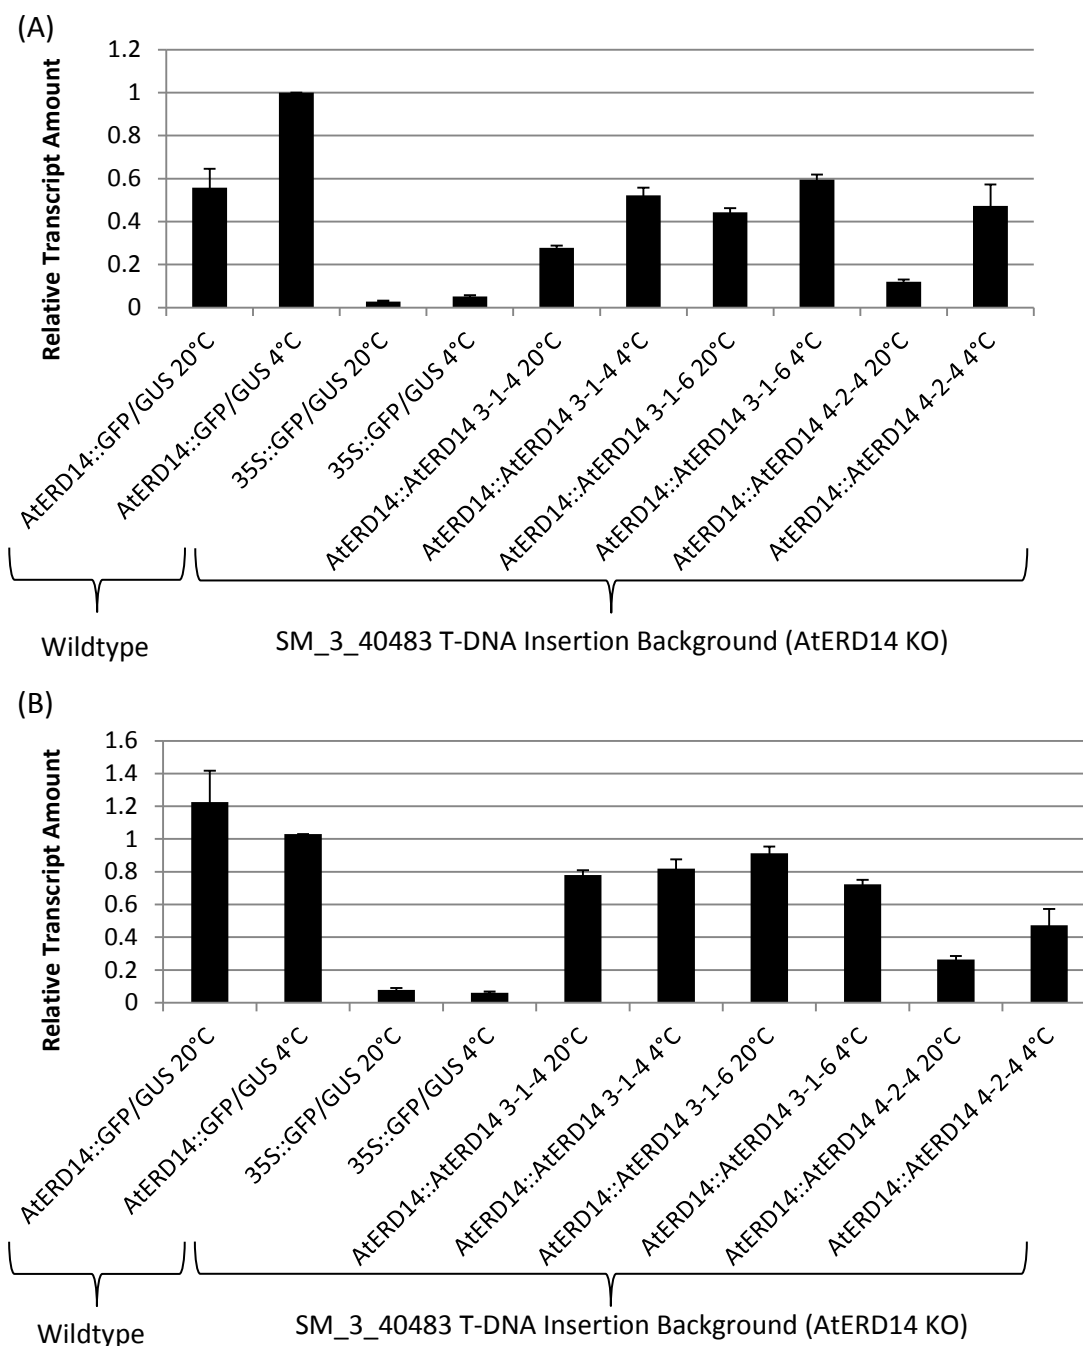 (A)
Relative Transcript Amount
1.2
1
0.8
0.6
0.4
0.2
0
AtERD14::GFP/GUS 20°C
AtERD14::GFP/GUS 4°C
35S::GFP/GUS 20°C
35S::GFP/GUS 4°C
AtERD14::AtERD14 3-1-4 20°C
AtERD14::AtERD14 3-1-4 4°C
AtERD14::AtERD14 3-1-6 20°C
AtERD14::AtERD14 3-1-6 4°C
AtERD14::AtERD14 4-2-4 20°C
AtERD14::AtERD14 4-2-4 4°C
Wildtype
SM_3_40483 T-DNA Insertion Background (AtERD14 KO)
(B)
Relative Transcript Amount
1.6
1.4
1.2
1
0.8
0.6
0.4
0.2
0
AtERD14::GFP/GUS 20°C
AtERD14::GFP/GUS 4°C
35S::GFP/GUS 20°C
35S::GFP/GUS 4°C
AtERD14::AtERD14 3-1-4 20°C
AtERD14::AtERD14 3-1-4 4°C
AtERD14::AtERD14 3-1-6 20°C
AtERD14::AtERD14 3-1-6 4°C
AtERD14::AtERD14 4-2-4 20°C
AtERD14::AtERD14 4-2-4 4°C
Wildtype
SM_3_40483 T-DNA Insertion Background (AtERD14 KO)